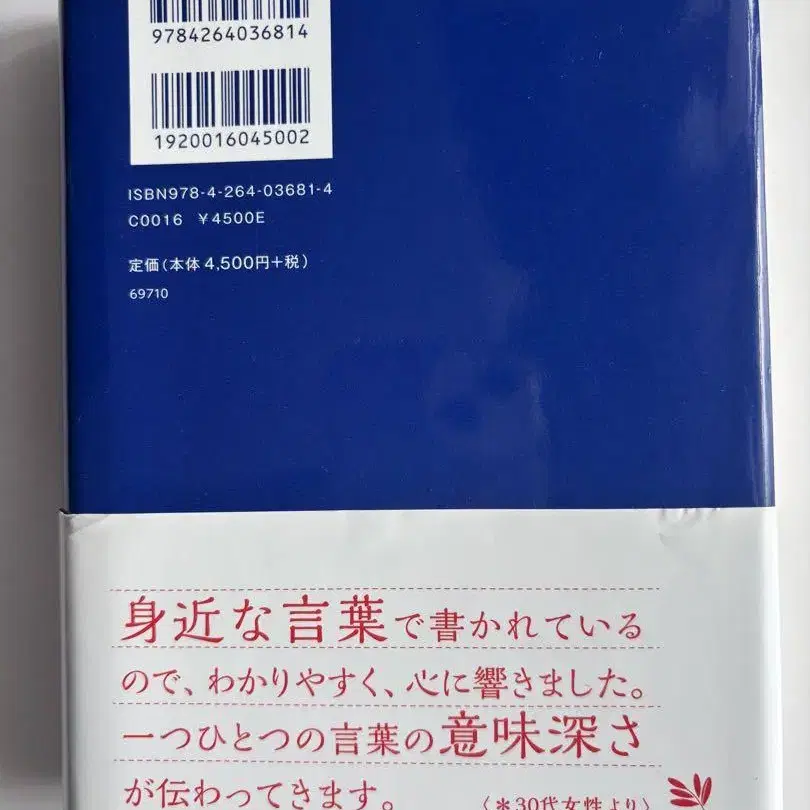 9784264036814
1920016045002
ISBN978-4-264-03681-4
C0016 ¥4500E
定価(本体4,500円+税)
69710
身近な言葉で書かれている
ので、わかりやすく、心に響きました。
一つひとつの言葉の意味深さ
が伝わってきます。 〈*30代女性より〉